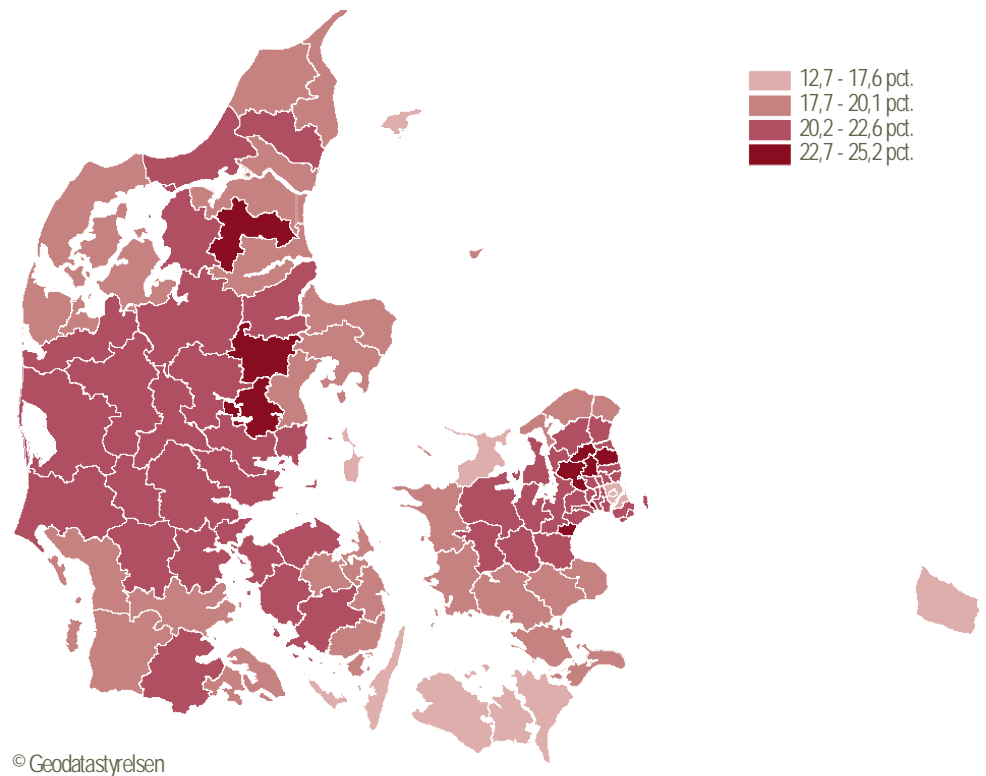 12,7 - 17,6 pct.
17,7 - 20,1 pct.
20,2 - 22,6 pct.
22,7 - 25,2 pct.
© Geodatastyrelsen